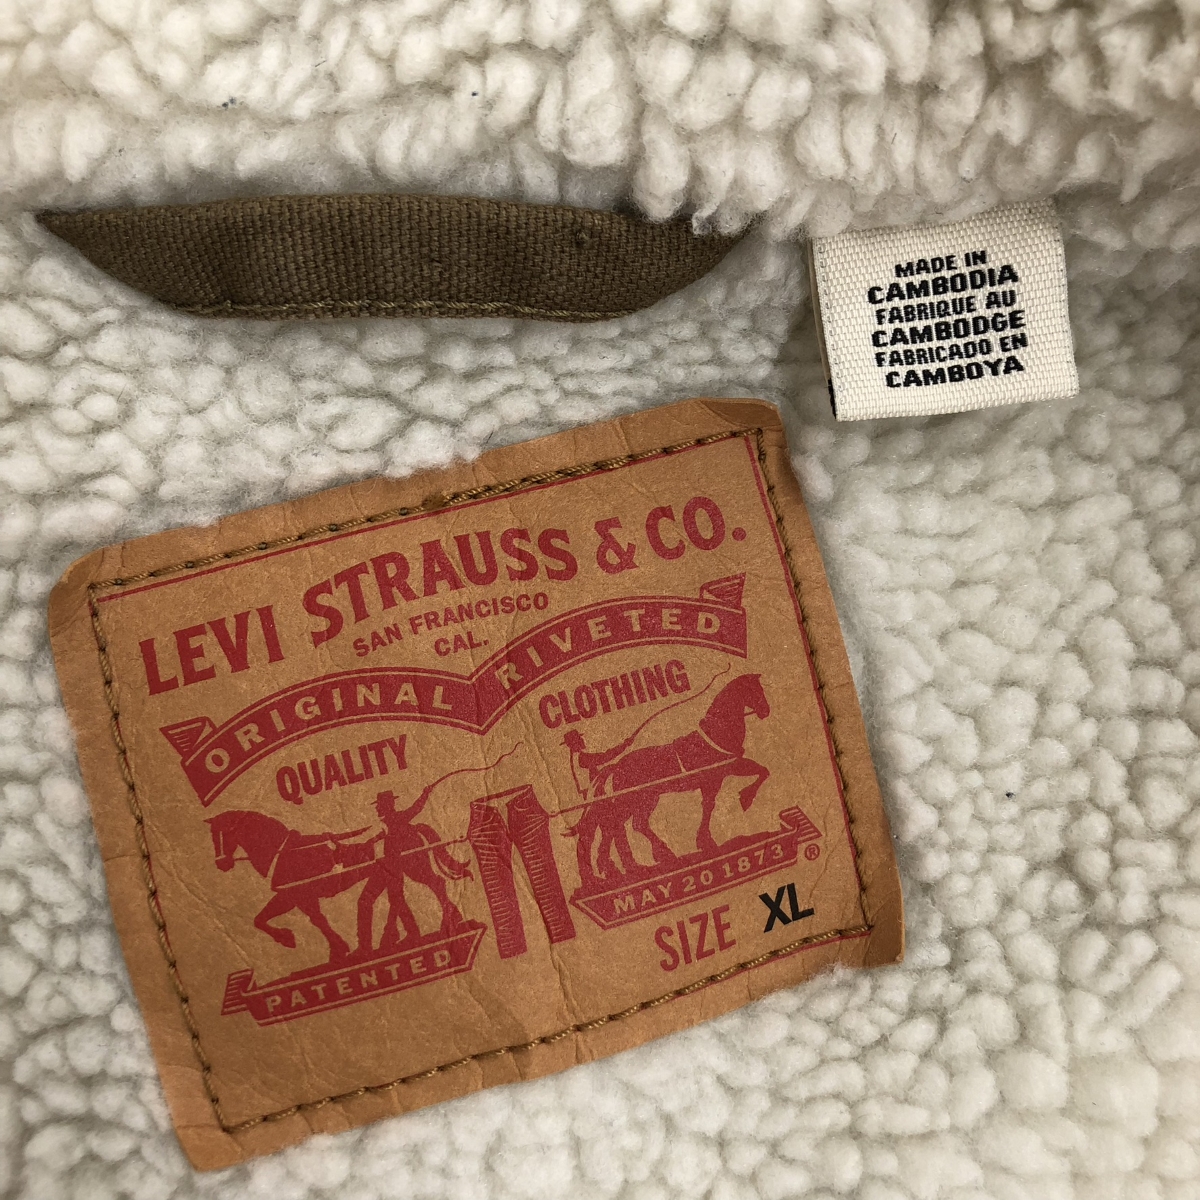 MADE IN
CAMBODIA
FABRIQUE AU
CAMBODGE
FABRICADO EN
CAMBOYA
LEVI STRAUSS & CO.
SAN FRANCISCO
CAL.
ORIGINAL RIVETED
QUALITY CLOTHING
PATENTED MAY 20 1873 ®
SIZE XL